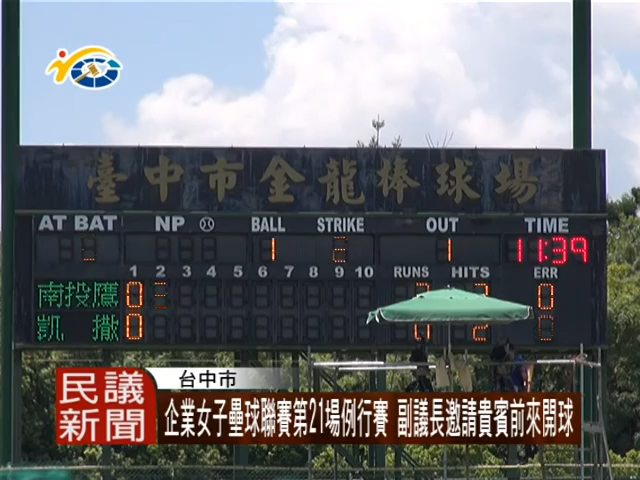 臺中市金龍棒球場
AT BAT NP BALL STRIKE OUT TIME
1 1 11:39
1 2 3 4 5 6 7 8 9 10 RUNS HITS ERR
南投鷹 0 3 0
凱撒 0 2
民議新聞
台中市
企業女子壘球聯賽第21場例行賽 副議長邀請貴賓前來開球